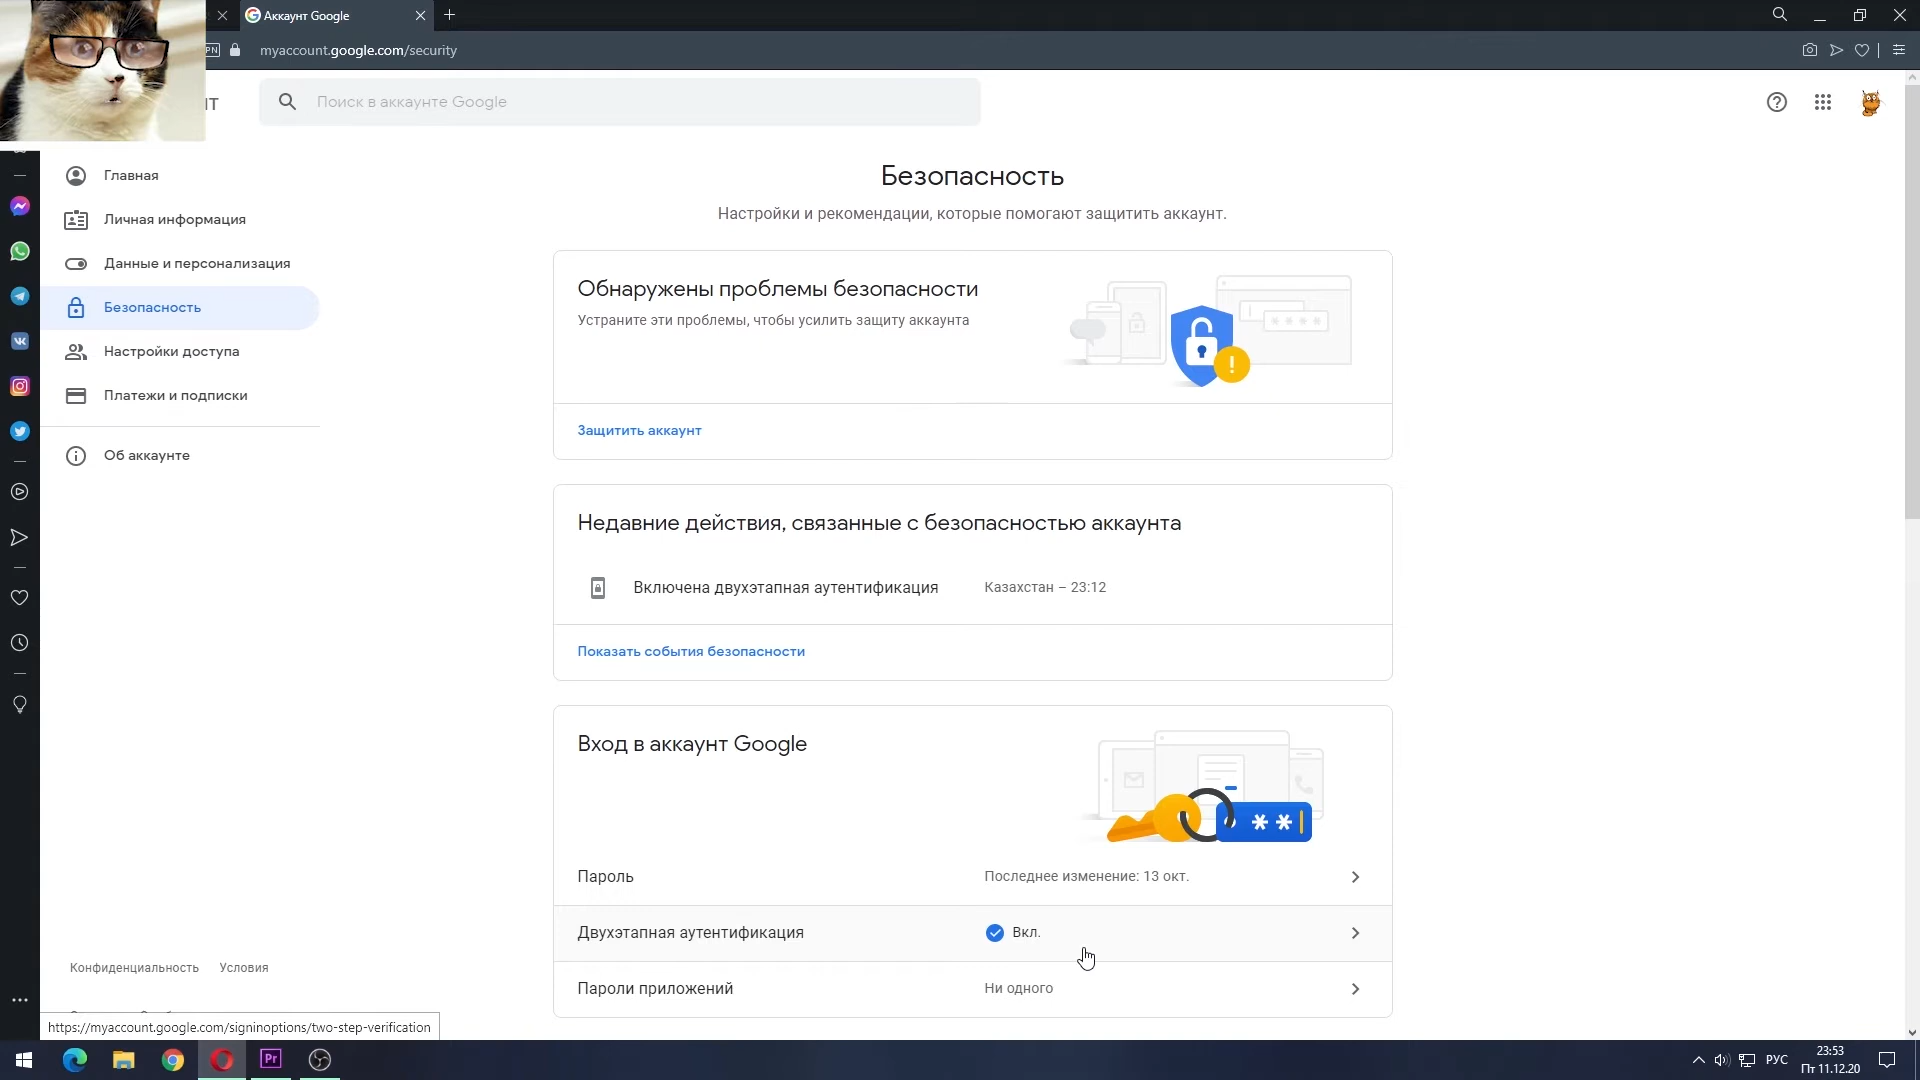 Аккаунт Google
myaccount.google.com/security
Поиск в аккаунте Google
Главная
Личная информация
Данные и персонализация
Безопасность
Настройки доступа
Платежи и подписки
Об аккаунте
Безопасность
Настройки и рекомендации, которые помогают защитить аккаунт.
Обнаружены проблемы безопасности
Устраните эти проблемы, чтобы усилить защиту аккаунта
Защитить аккаунт
Недавние действия, связанные с безопасностью аккаунта
Включена двухэтапная аутентификация
Казахстан – 23:12
Показать события безопасности
Вход в аккаунт Google
Пароль
Последнее изменение: 13 окт.
Двухэтапная аутентификация
Вкл.
Пароли приложений
Ни одного
Конфиденциальность
Условия
https://myaccount.google.com/signinoptions/two-step-verification
Pr
РУС
23:53
Пт 11.12.20